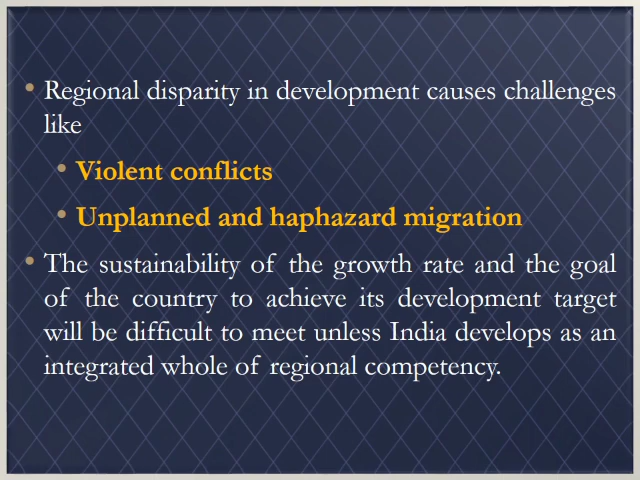 • Regional disparity in development causes challenges
like
• Violent conflicts
• Unplanned and haphazard migration
• The sustainability of the growth rate and the goal
of the country to achieve its development target
will be difficult to meet unless India develops as an
integrated whole of regional competency.